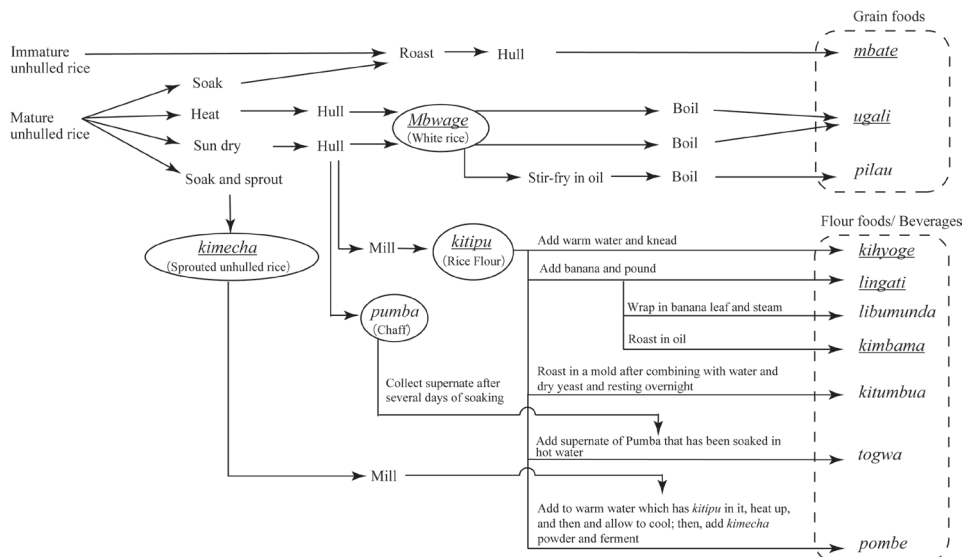 Grain foods
Immature
unhulled rice
Roast
Hull
mbate
Soak
Mature
unhulled rice
Heat
Hull
Mbwage
(White rice)
Boil
ugali
Sun dry
Hull
Boil
Soak and sprout
Stir-fry in oil
Boil
pilau
Flour foods/ Beverages
kimecha
(Sprouted unhulled rice)
Mill
kitipu
(Rice Flour)
Add warm water and knead
kihyoge
Add banana and pound
lingati
pumba
(Chaff)
Wrap in banana leaf and steam
libumunda
Roast in oil
kimbama
Collect supernate after
several days of soaking
Roast in a mold after combining with water and
dry yeast and resting overnight
kitumbua
Add supernate of Pumba that has been soaked in
hot water
togwa
Mill
Add to warm water which has kitipu in it, heat up,
and then and allow to cool; then, add kimecha
powder and ferment
pombe